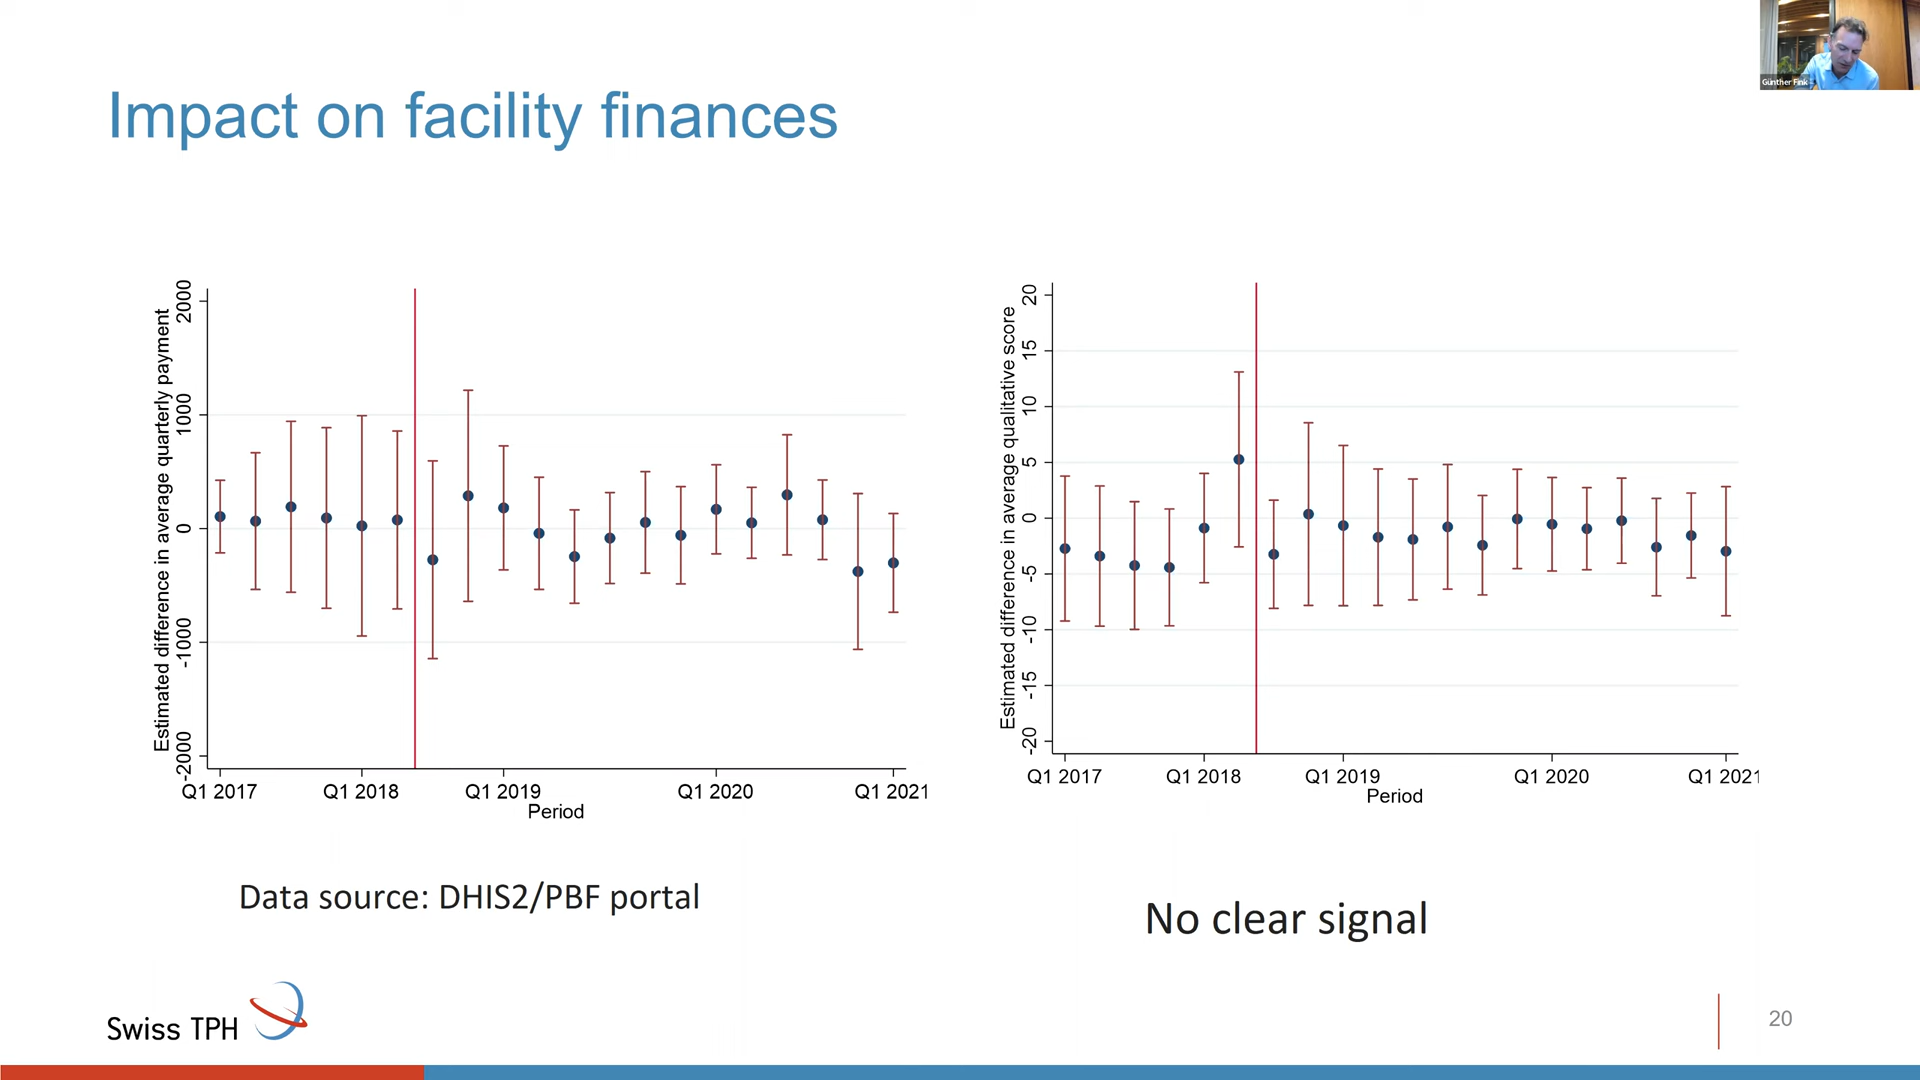 Günther Fink
Impact on facility finances
Estimated difference in average quarterly payment
2000
1000
0
-1000
-2000
Q1 2017
Q1 2018
Q1 2019
Q1 2020
Q1 2021
Period
Estimated difference in average qualitative score
20
15
10
5
0
-5
-10
-15
-20
Q1 2017
Q1 2018
Q1 2019
Q1 2020
Q1 2021
Period
Data source: DHIS2/PBF portal
No clear signal
Swiss TPH
20